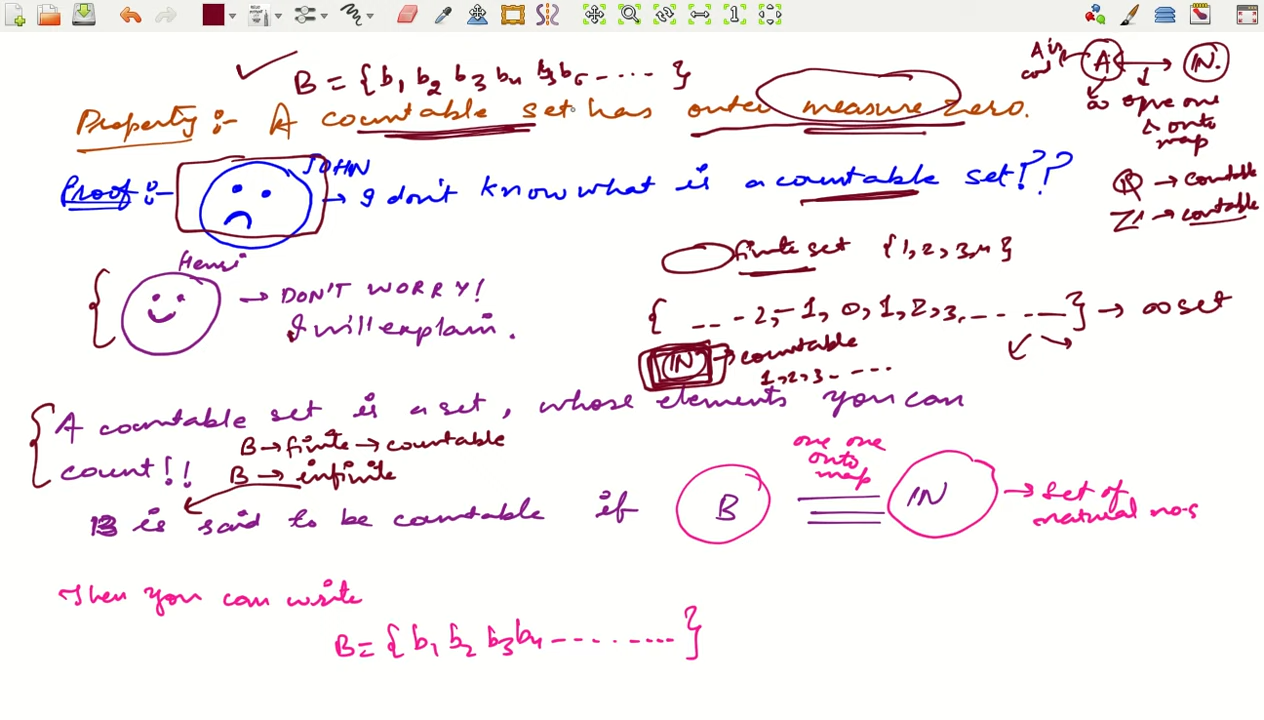 B = {b1 b2 b3 b4 b5 b6 - - - - - }
Property :- A countable set has outer measure zero.
A is
A
IN.
one one
& onto
map
Q → countable
Z → countable
JOHN
Proof :- → I don't know what is a countable set??
finite set {1, 2, 3, 4}
Henri
→ DON'T WORRY!
I will explain.
{ -- - 2, -1, 0, 1, 2, 3, - - - — } → ∞ set
IN → countable
1, 2, 3 - - - - -
A countable set is a set, whose elements you can
count!!
B → finite → countable
B → infinite
B is said to be countable if B
one one
onto
map
IN → set of
natural nos
Then you can write
B = {b1 b2 b3 b4 - - - - - - - - }
1